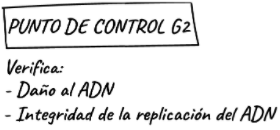 PUNTO DE CONTROL G2
Verifica:
- Daño al ADN
- Integridad de la replicación del ADN